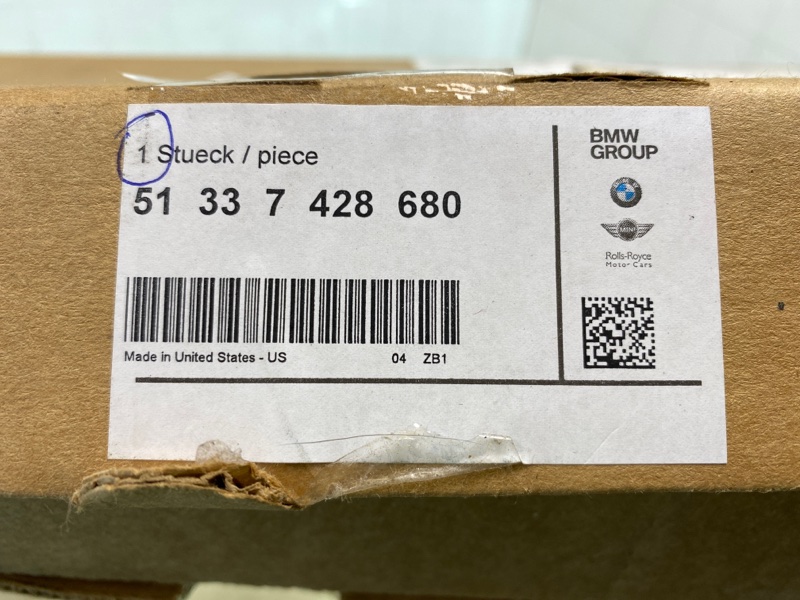 1 Stueck / piece
51 33 7 428 680
Made in United States - US 04 ZB1
BMW
GROUP
MINI
Rolls-Royce
Motor Cars